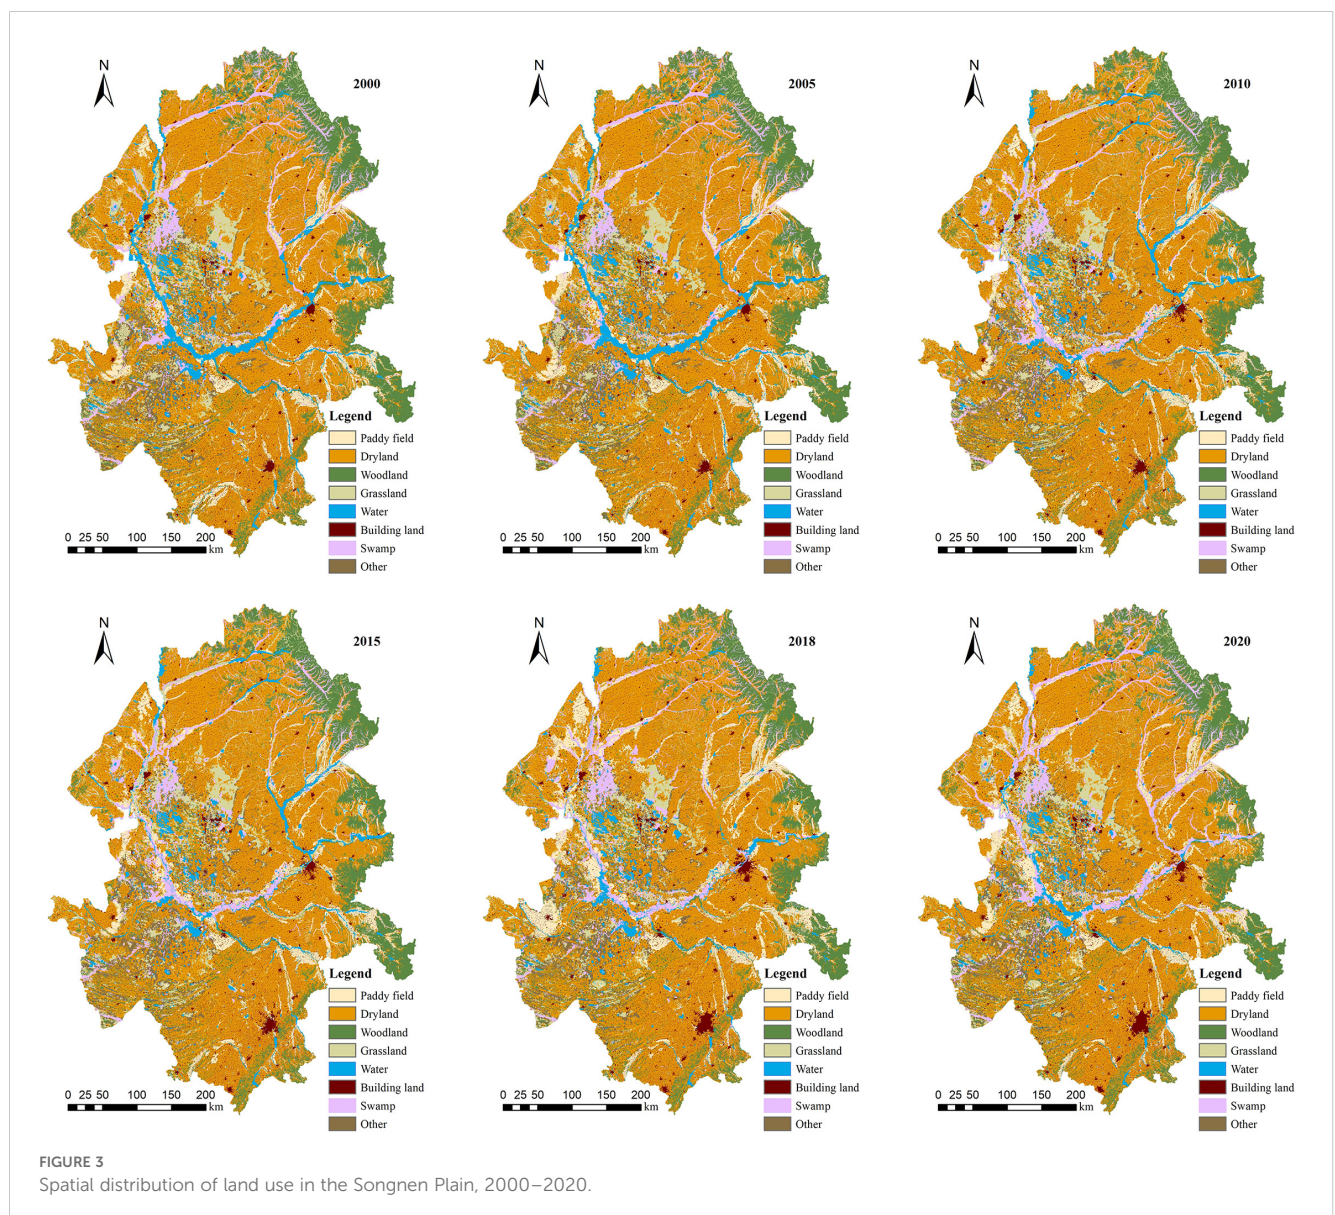 N
2000
Legend
Paddy field
Dryland
Woodland
Grassland
Water
Building land
Swamp
Other
0 25 50 100 150 200
km
N
2005
Legend
Paddy field
Dryland
Woodland
Grassland
Water
Building land
Swamp
Other
0 25 50 100 150 200
km
N
2010
Legend
Paddy field
Dryland
Woodland
Grassland
Water
Building land
Swamp
Other
0 25 50 100 150 200
km
N
2015
Legend
Paddy field
Dryland
Woodland
Grassland
Water
Building land
Swamp
Other
0 25 50 100 150 200
km
N
2018
Legend
Paddy field
Dryland
Woodland
Grassland
Water
Building land
Swamp
Other
0 25 50 100 150 200
km
N
2020
Legend
Paddy field
Dryland
Woodland
Grassland
Water
Building land
Swamp
Other
0 25 50 100 150 200
km
FIGURE 3
Spatial distribution of land use in the Songnen Plain, 2000–2020.